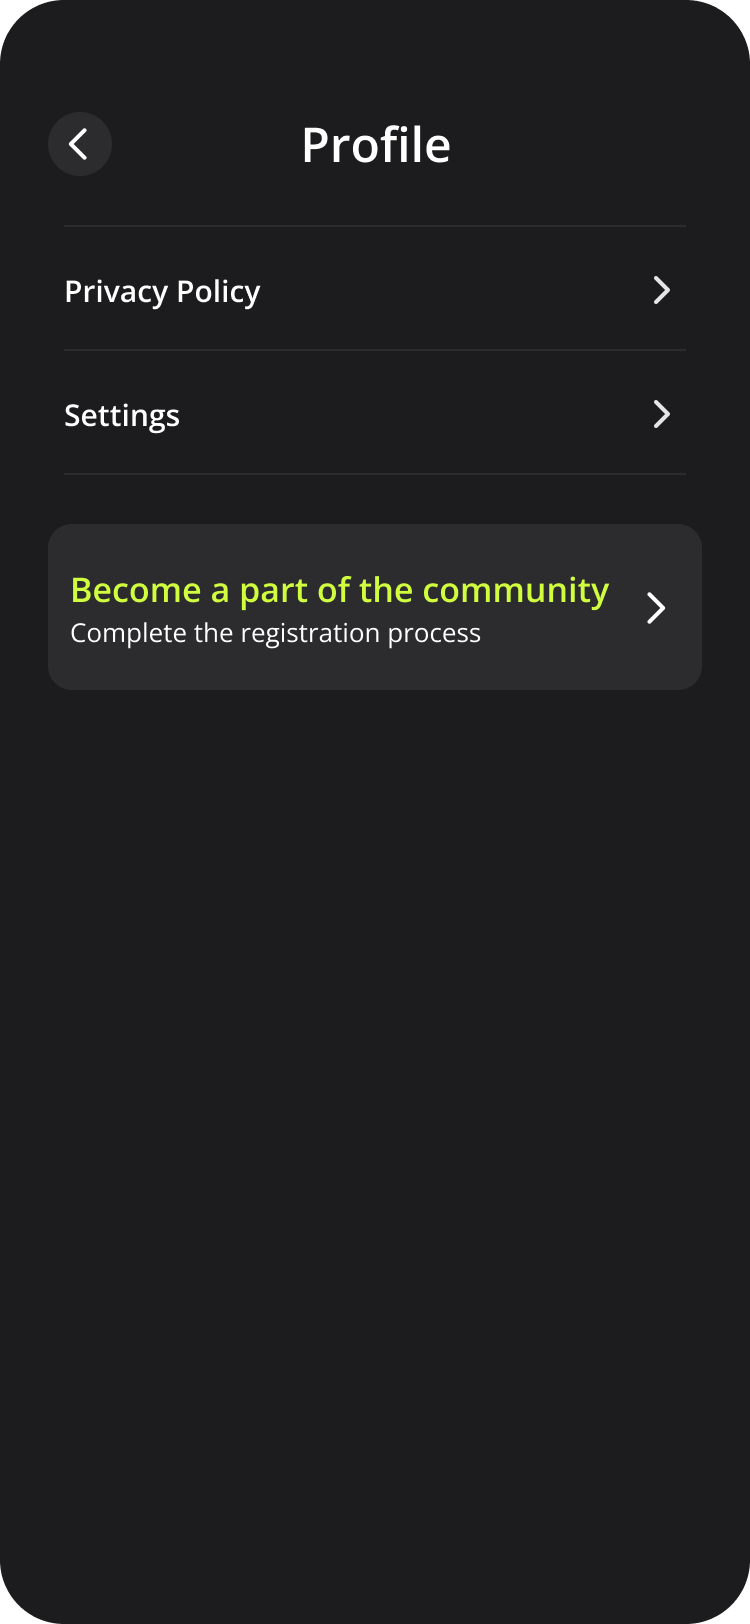 Profile
Privacy Policy
Settings
Become a part of the community
Complete the registration process